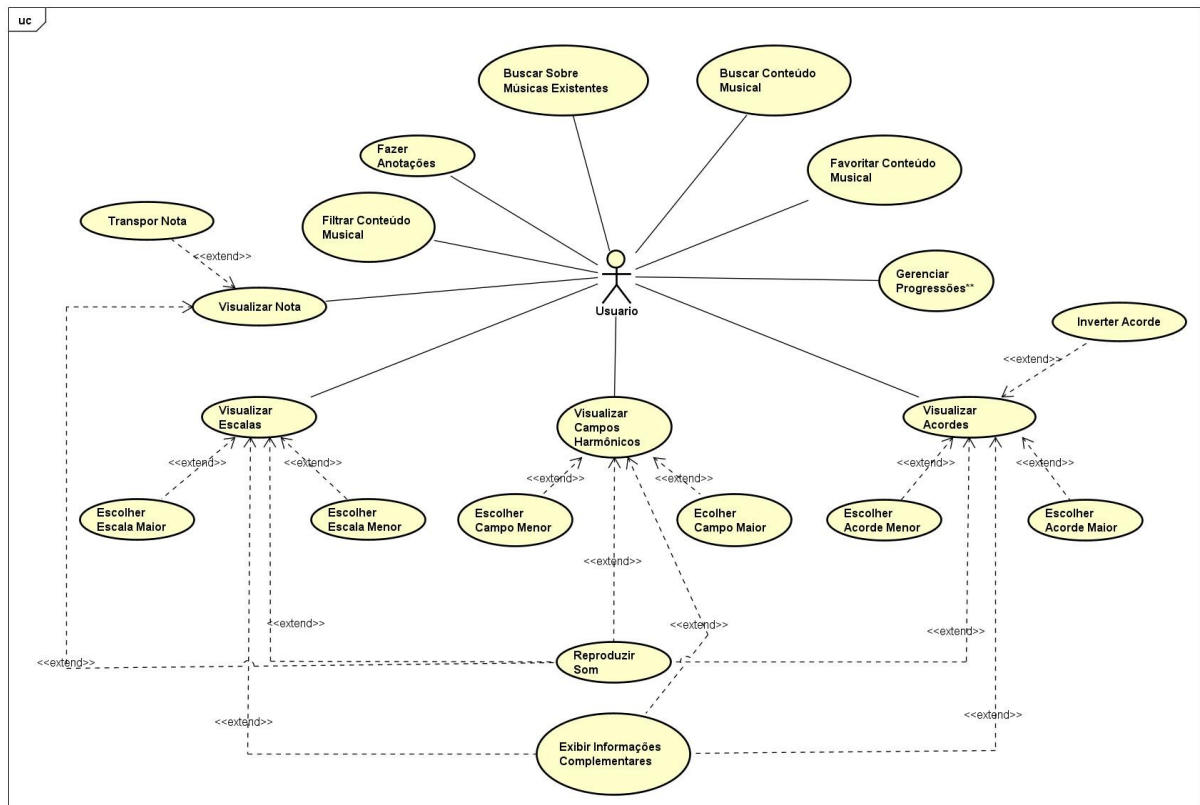 uc
Buscar Sobre
Músicas Existentes
Buscar Conteúdo
Musical
Fazer
Anotações
Favoritar Conteúdo
Musical
Transpor Nota
Filtrar Conteúdo
Musical
<<extend>>
Visualizar Nota
Usuario
Gerenciar
Progressões**
Inverter Acorde
<<extend>>
Visualizar
Escalas
Visualizar
Campos
Harmônicos
Visualizar
Acordes
<<extend>>
<<extend>>
<<extend>>
<<extend>>
<<extend>>
<<extend>>
Escolher
Escala Maior
Escolher
Escala Menor
Escolher
Campo Menor
Ecolher
Campo Maior
Escolher
Acorde Menor
Escolher
Acorde Maior
<<extend>>
<<extend>>
<<extend>>
<<extend>>
<<extend>>
Reproduzir
Som
<<extend>>
<<extend>>
Exibir Informações
Complementares